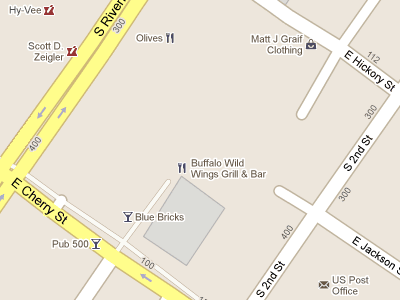 Hy-Vee
300
S Rivers
Scott D.
Zeigler
Olives
Matt J Graif
Clothing
112
E Hickory St
300
400
S 2nd St
Buffalo Wild
Wings Grill & Bar
E Cherry St
300
Blue Bricks
400
Pub 500
100
E Jackson S
S 2nd St
US Post
Office